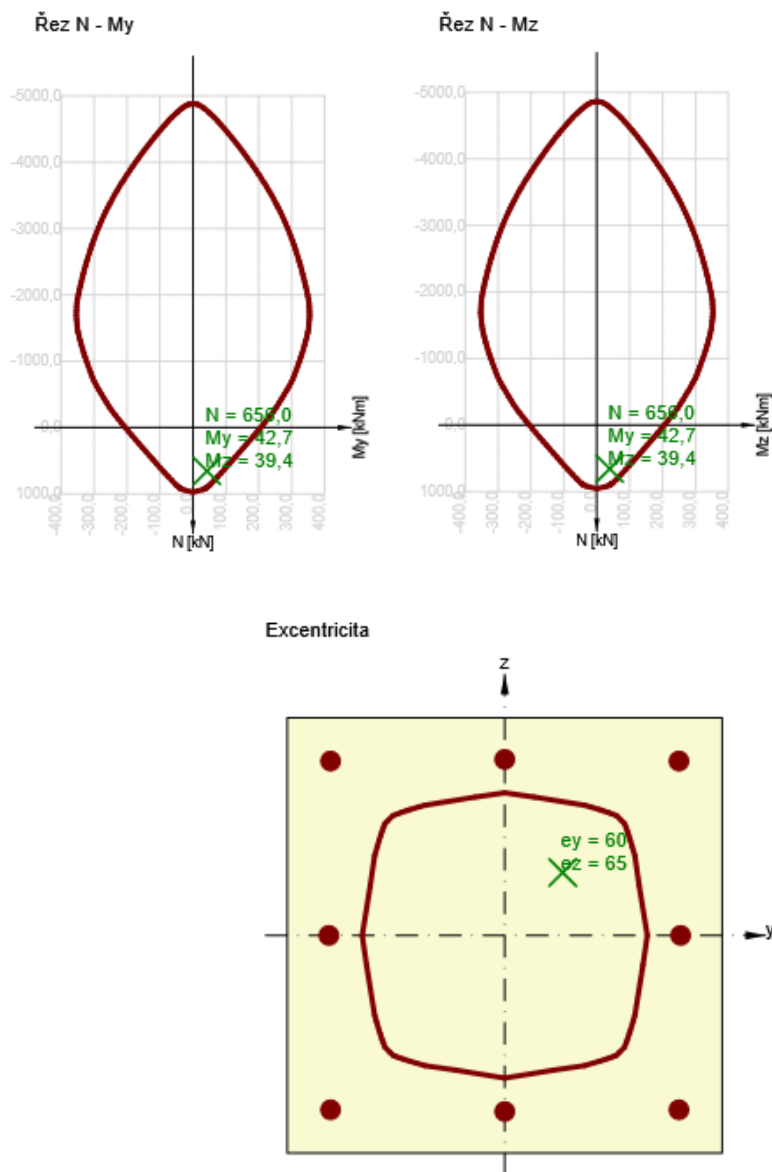 Řez N - My
Řez N - Mz
-5000,0
-4000,0
-3000,0
-2000,0
-1000,0
0,0
1000,0
-400,0
-300,0
-200,0
-100,0
0,0
100,0
200,0
300,0
400,0
N = 656,0
My = 42,7
Mz = 39,4
My [kNm]
N [kN]
-5000,0
-4000,0
-3000,0
-2000,0
-1000,0
0,0
1000,0
-400,0
-300,0
-200,0
-100,0
0,0
100,0
200,0
300,0
400,0
N = 656,0
My = 42,7
Mz = 39,4
Mz [kNm]
N [kN]
Excentricita
z
ey = 60
ez = 65
y